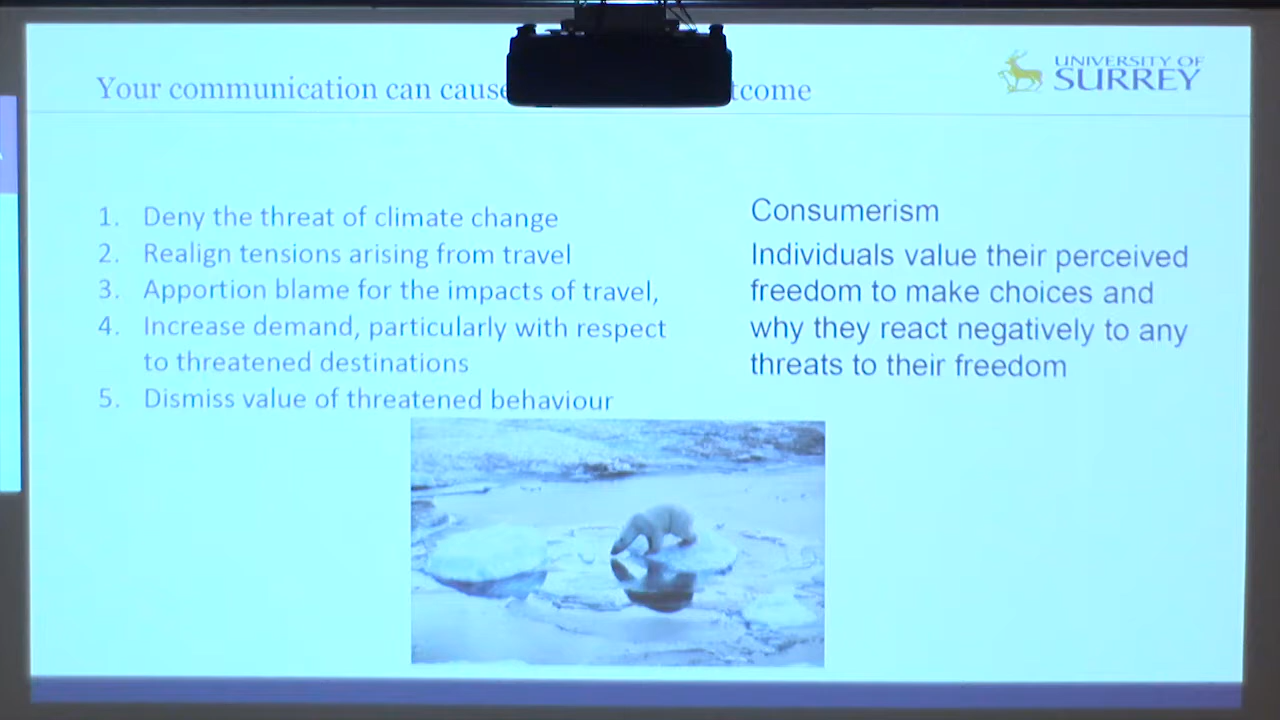 Your communication can cause tcome
UNIVERSITY OF
SURREY
1. Deny the threat of climate change
2. Realign tensions arising from travel
3. Apportion blame for the impacts of travel,
4. Increase demand, particularly with respect
to threatened destinations
5. Dismiss value of threatened behaviour
Consumerism
Individuals value their perceived
freedom to make choices and
why they react negatively to any
threats to their freedom